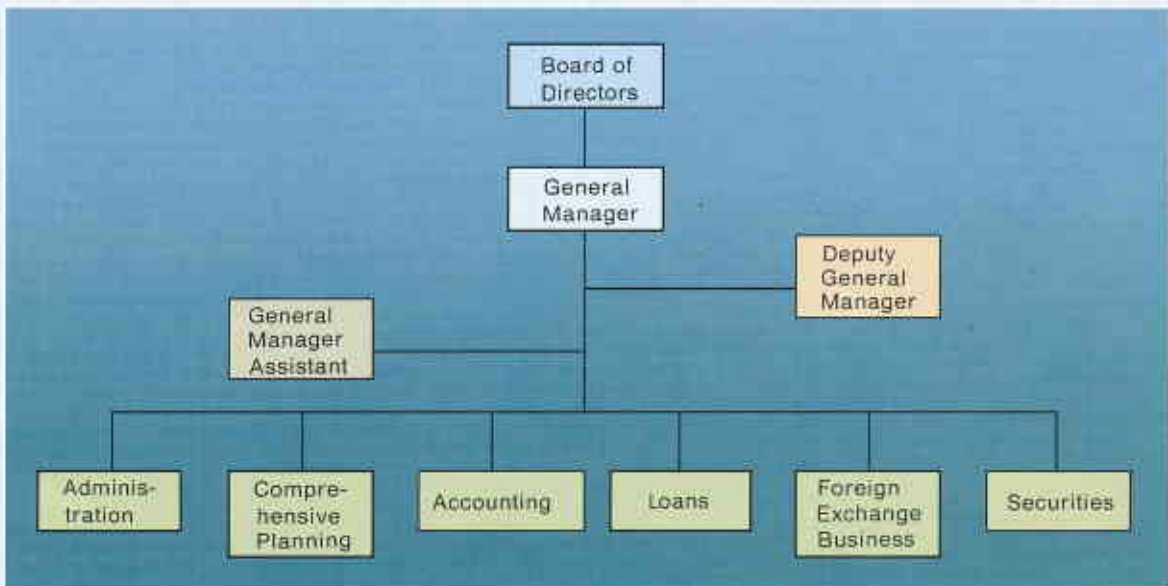 Board of
Directors
General
Manager
Deputy
General
Manager
General
Manager
Assistant
Adminis-
tration
Compre-
hensive
Planning
Accounting
Loans
Foreign
Exchange
Business
Securities